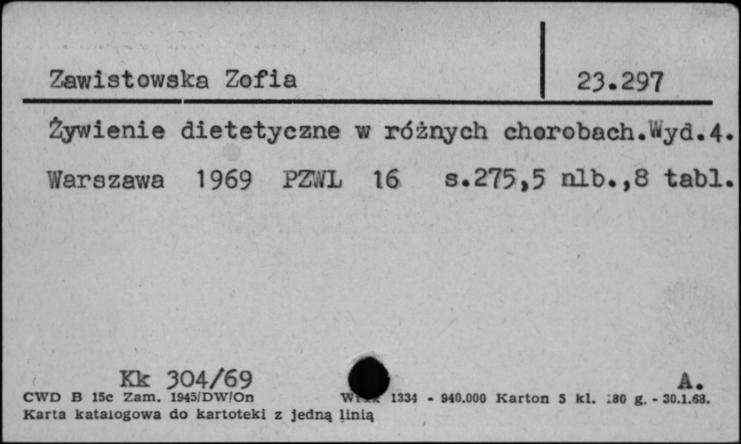 Zawistowska Zofia 23.297
Żywienie dietetyczne w różnych chorobach.Wyd.4.
Warszawa 1969 PZWL 16 s.275,5 nlb.,8 tabl.
Kk 304/69 A.
CWD B 15c Zam. 1945/DW/On 1334 - 940.000 Karton 5 kl. 180 g. - 30.1.68.
Karta katalogowa do kartoteki z jedną linią